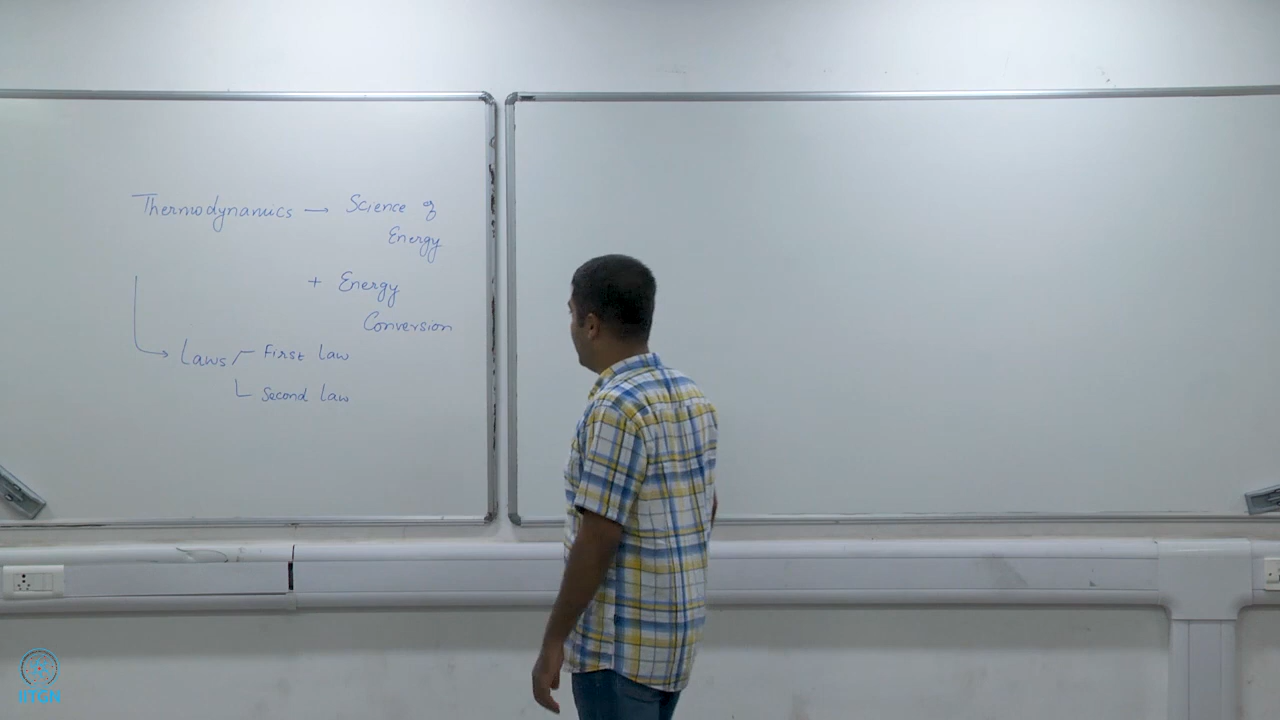 Thermodynamics → Science of
Energy
+ Energy
Conversion
Laws First law
Second law
IITGN